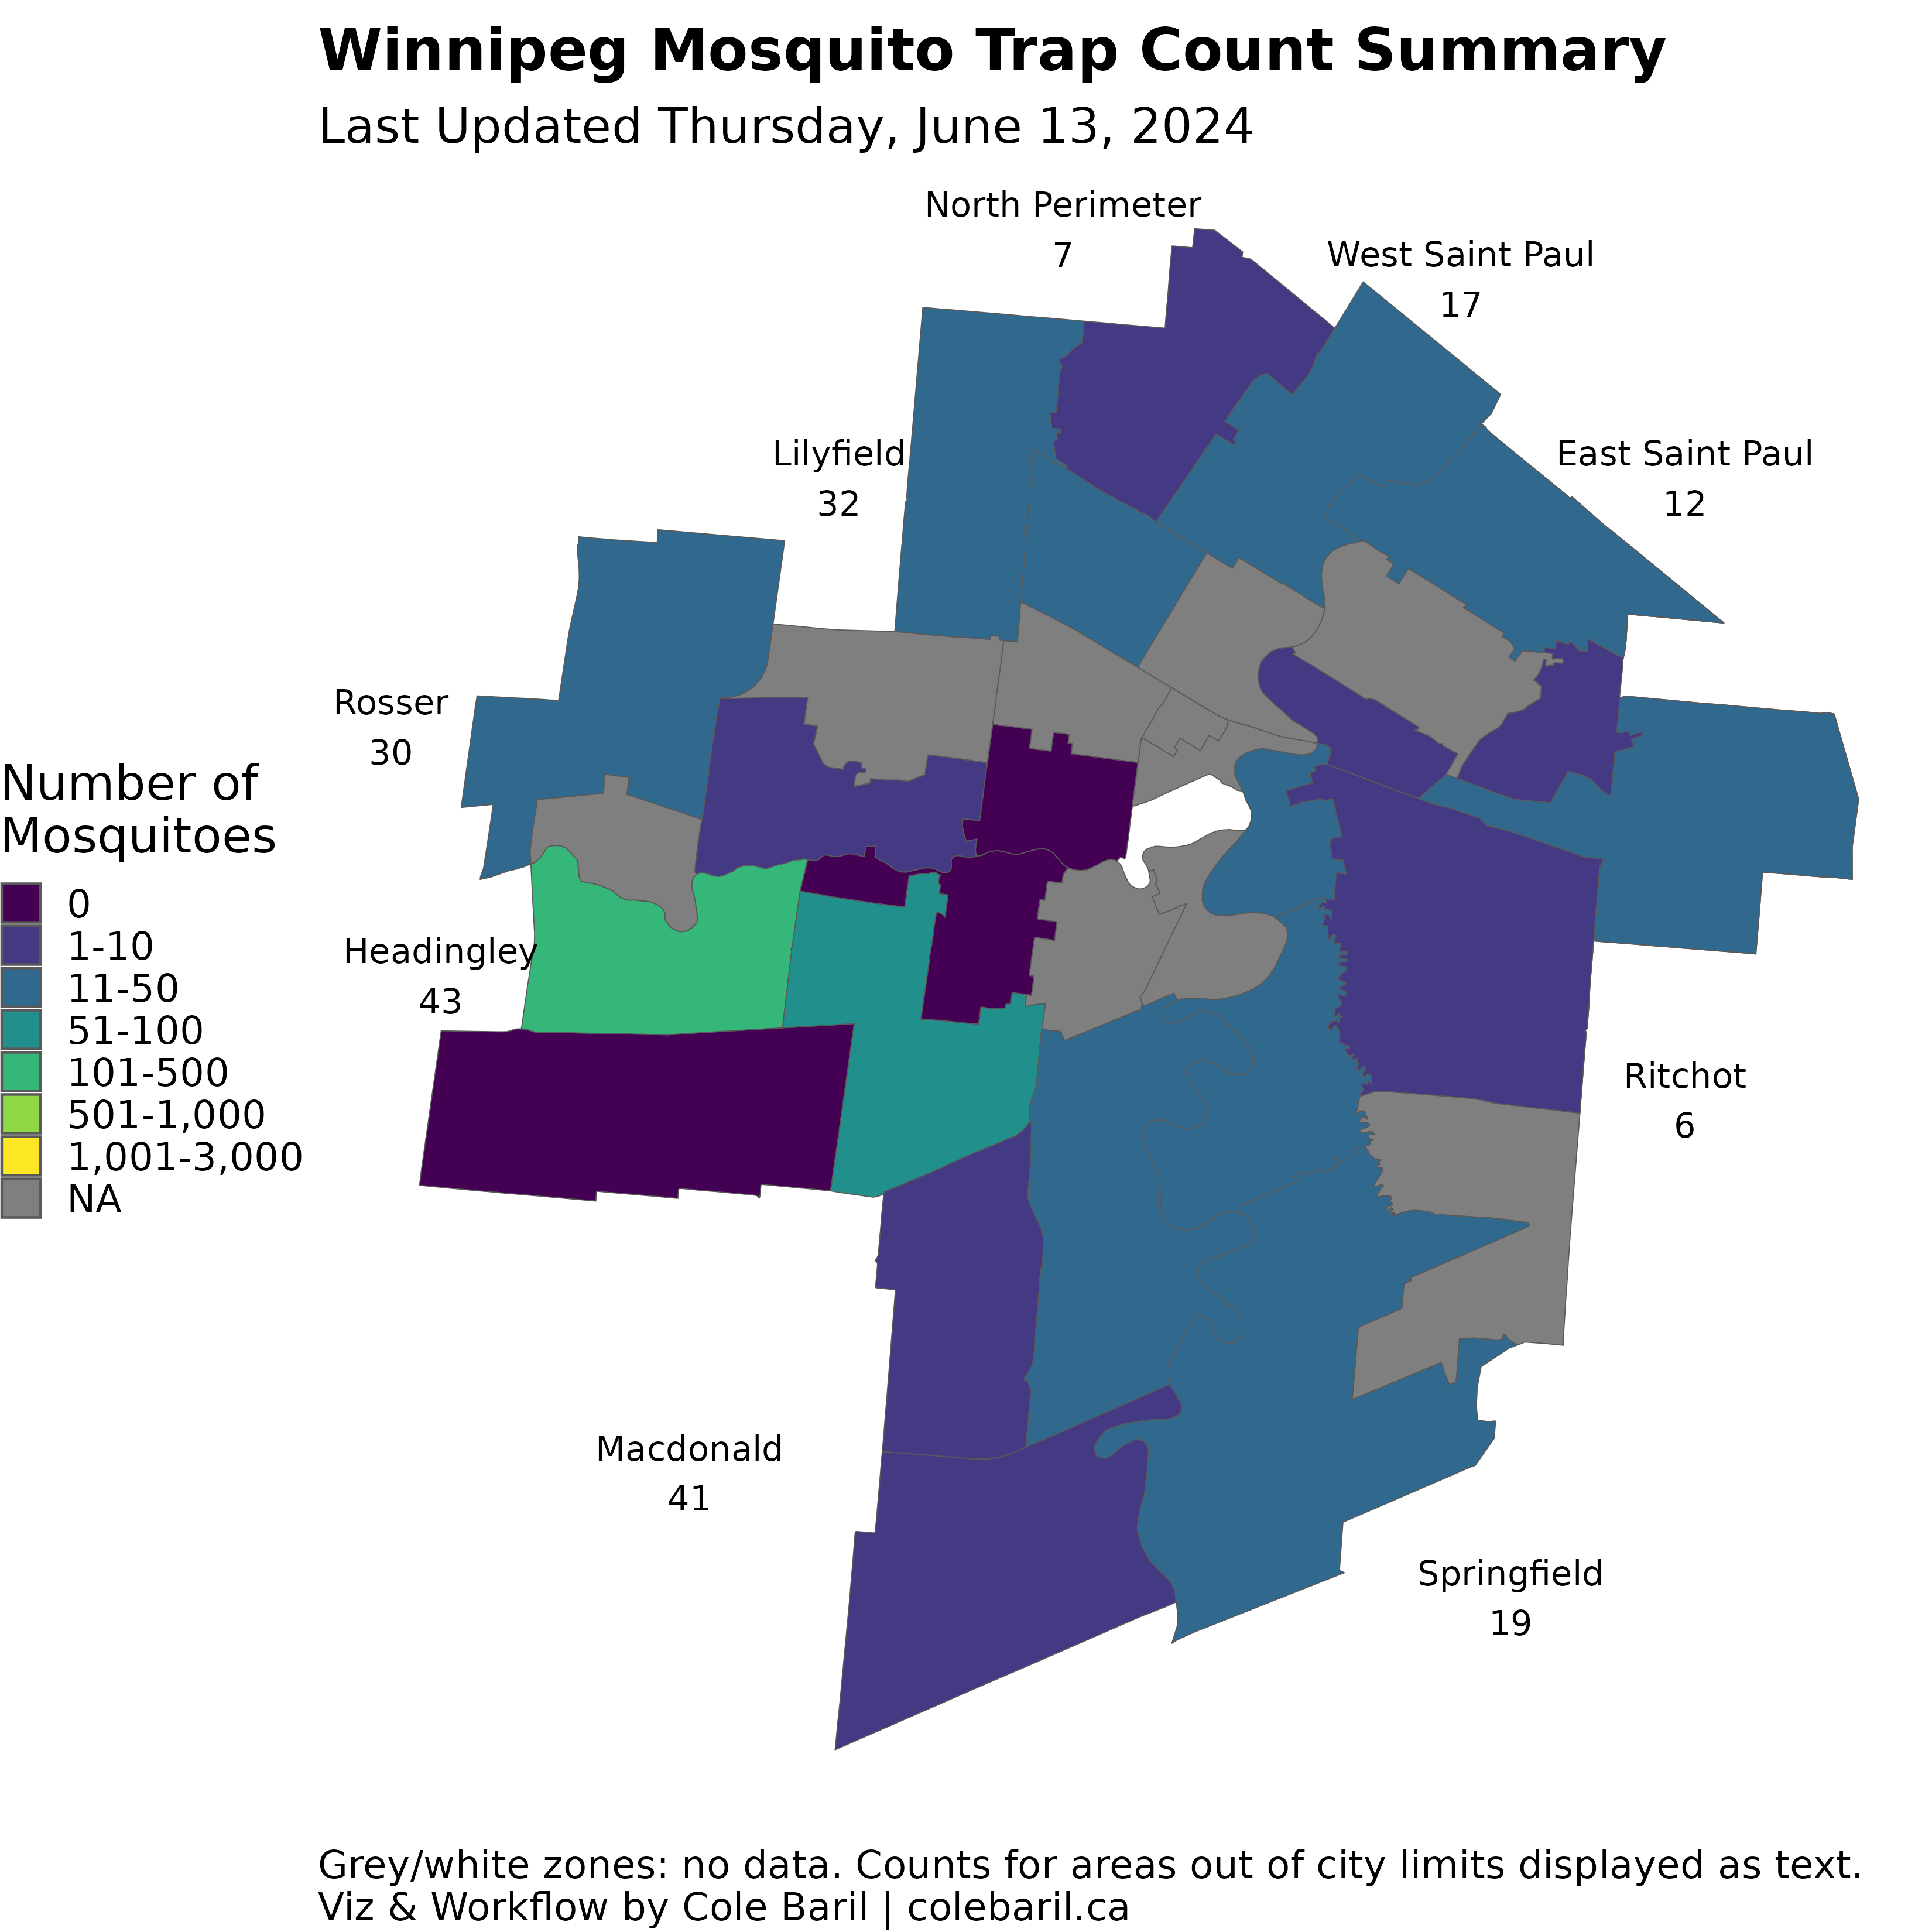 Winnipeg Mosquito Trap Count Summary
Last Updated Thursday, June 13, 2024
North Perimeter
7
West Saint Paul
17
Lilyfield
32
East Saint Paul
12
Rosser
30
Headingley
43
Ritchot
6
Macdonald
41
Springfield
19
Number of
Mosquitoes
0
1-10
11-50
51-100
101-500
501-1,000
1,001-3,000
NA
Grey/white zones: no data. Counts for areas out of city limits displayed as text.
Viz & Workflow by Cole Baril | colebaril.ca